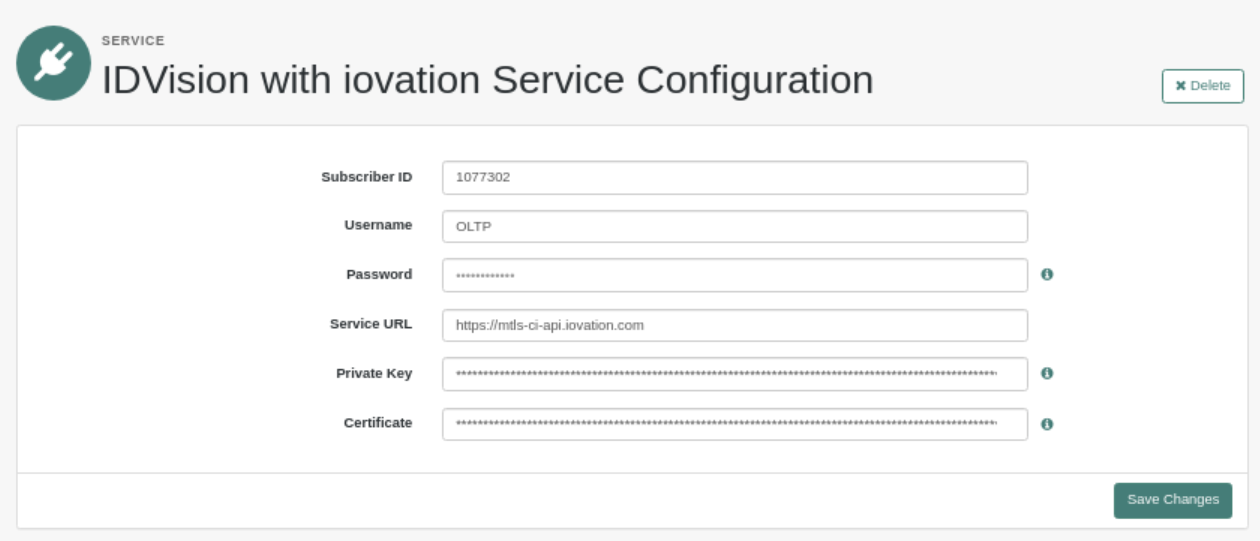 SERVICE
IDVision with iovation Service Configuration
✖ Delete
Subscriber ID 1077302
Username OLTP
Password ••••••••••••
Service URL https://mtls-ci-api.iovation.com
Private Key
Certificate
Save Changes